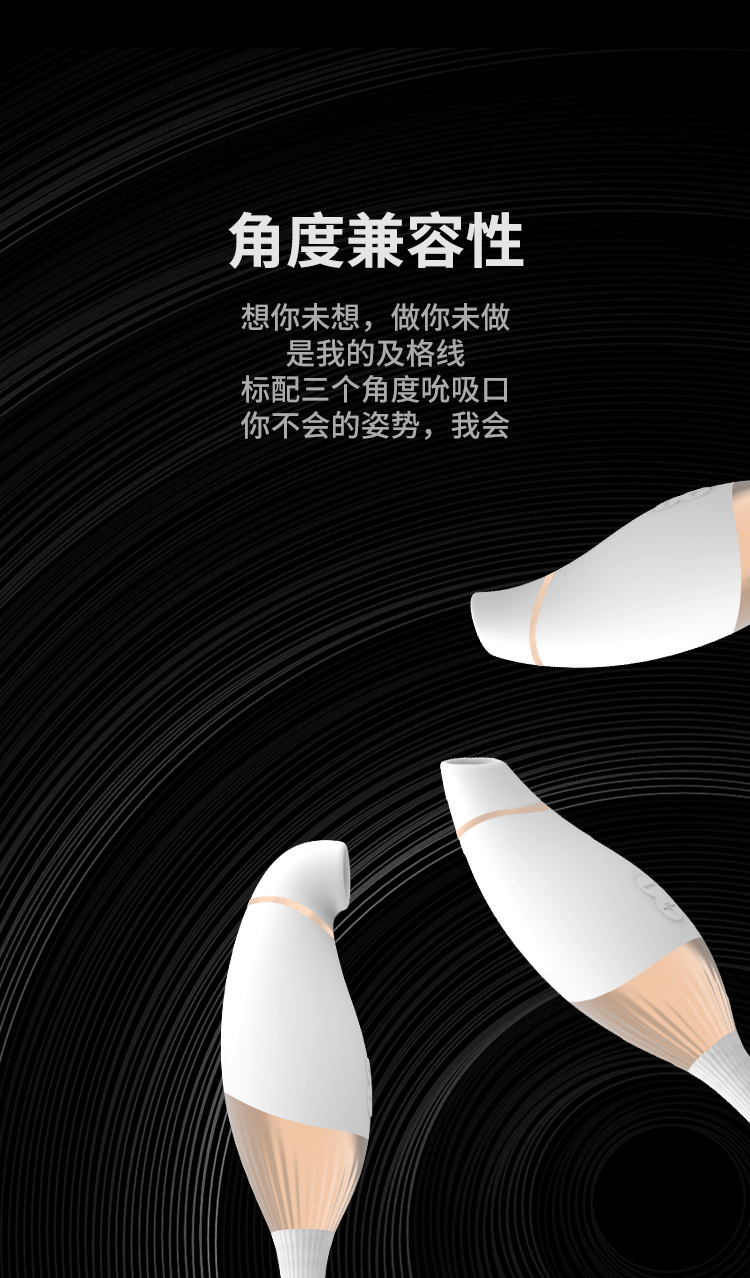 角度兼容性
想你未想，做你未做
是我的及格线
标配三个角度吮吸口
你不会的姿势，我会